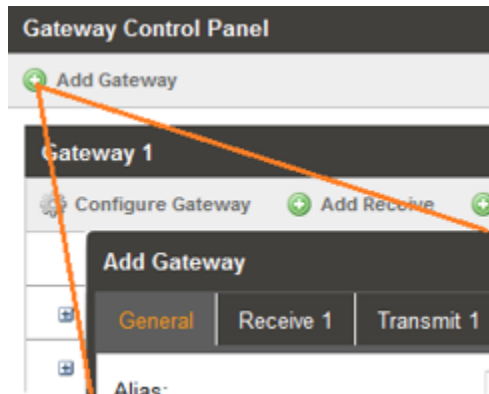 Gateway Control Panel
Add Gateway
Gateway 1
Configure Gateway Add Receive
Add Gateway
General Receive 1 Transmit 1
Alias: